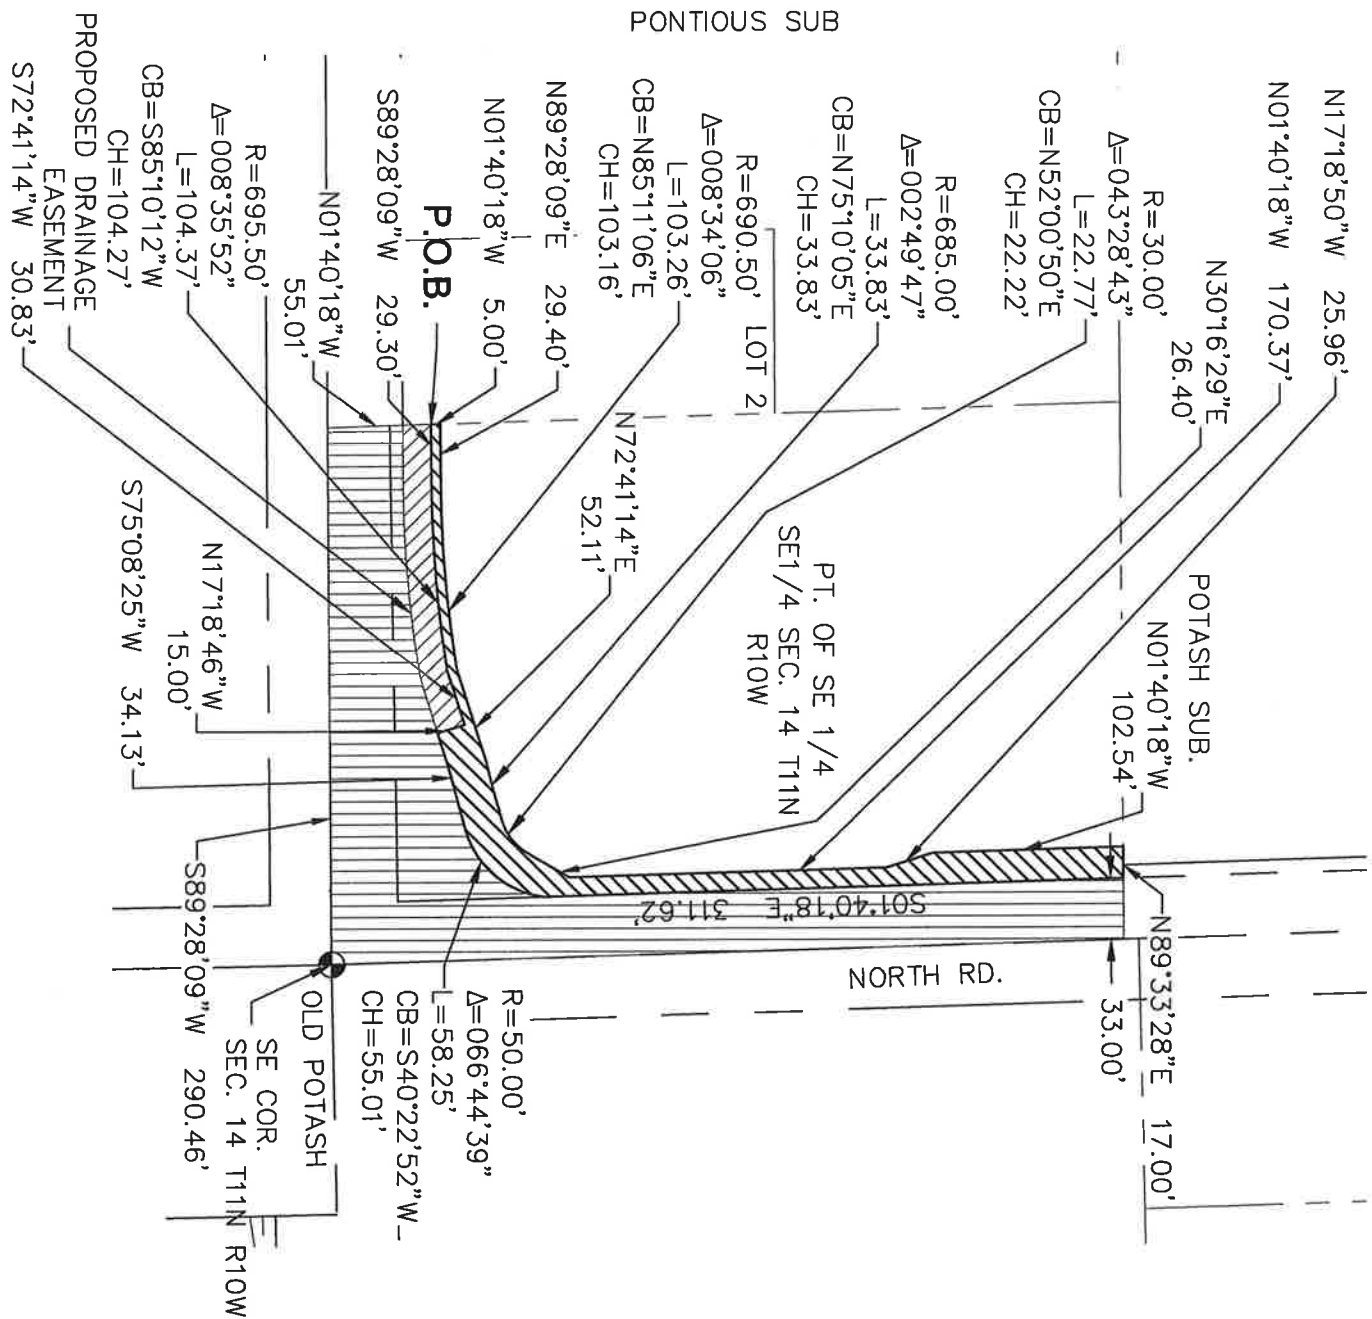 PONTIOUS SUB
N17°18'50"W 25.96'
N01°40'18"W 170.37'
N30°16'29"E
26.40'
R=30.00'
Δ=043°28'43"
L=22.77'
CB=N52°00'50"E
CH=22.22'
R=685.00'
Δ=002°49'47"
L=33.83'
CB=N75°10'05"E
CH=33.83'
LOT 2
R=690.50'
Δ=008°34'06"
L=103.26'
CB=N85°11'06"E
CH=103.16'
N89°28'09"E 29.40'
N01°40'18"W 5.00'
S89°28'09"W 29.30'
P.O.B.
N01°40'18"W
55.01'
R=695.50'
Δ=008°35'52"
L=104.37'
CB=S85°10'12"W
CH=104.27'
PROPOSED DRAINAGE
EASEMENT
S72°41'14"W 30.83'
POTASH SUB.
N01°40'18"W
102.54'
PT. OF SE 1/4
SE1/4 SEC. 14 T11N
R10W
N72°41'14"E
52.11'
N17°18'46"W
15.00'
S75°08'25"W 34.13'
S01°40'18"E 311.62'
NORTH RD.
N89°33'28"E 17.00'
33.00'
R=50.00'
Δ=066°44'39"
L=58.25'
CB=S40°22'52"W
CH=55.01'
OLD POTASH
SE COR.
SEC. 14 T11N R10W
S89°28'09"W 290.46'